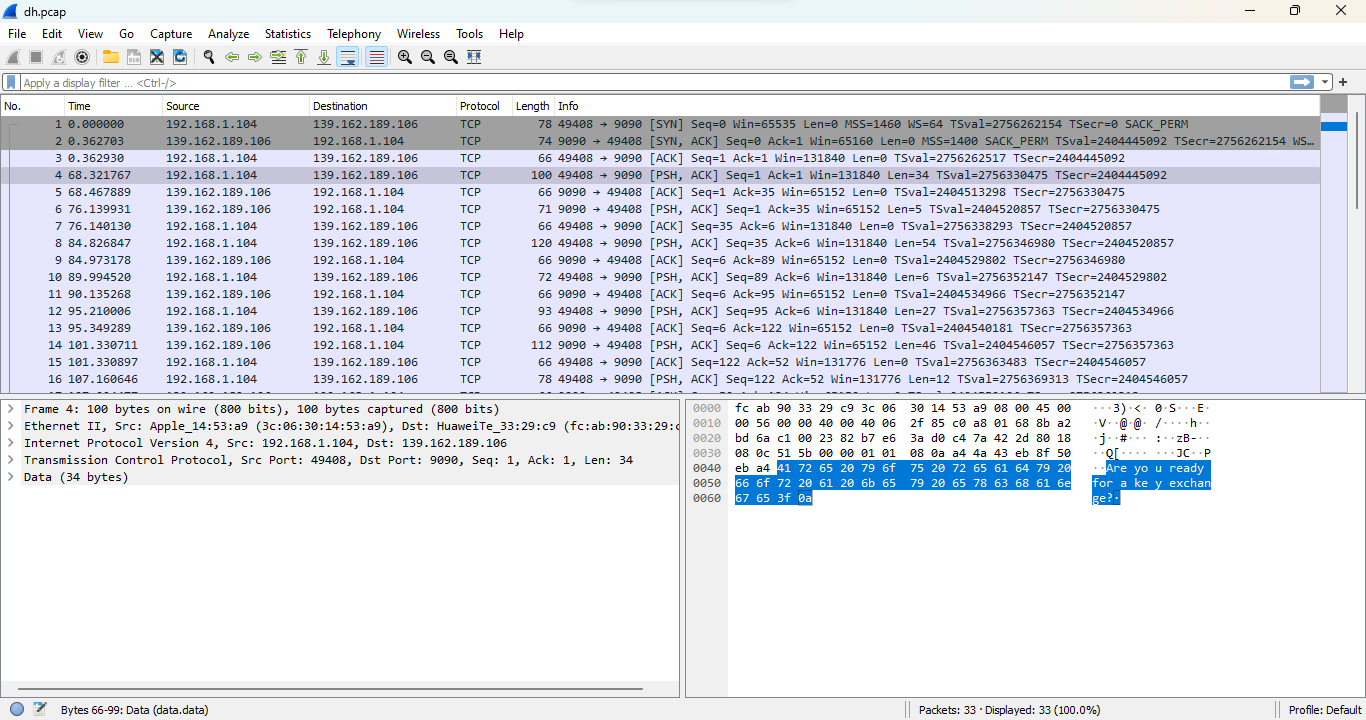 dh.pcap
File Edit View Go Capture Analyze Statistics Telephony Wireless Tools Help
Apply a display filter ... <Ctrl-/>
No. Time Source Destination Protocol Length Info
1 0.000000 192.168.1.104 139.162.189.106 TCP 78 49408 → 9090 [SYN] Seq=0 Win=65535 Len=0 MSS=1460 WS=64 TSval=2756262154 TSecr=0 SACK_PERM
2 0.362703 139.162.189.106 192.168.1.104 TCP 74 9090 → 49408 [SYN, ACK] Seq=0 Ack=1 Win=65160 Len=0 MSS=1400 SACK_PERM TSval=2404445092 TSecr=2756262154 WS…
3 0.362930 192.168.1.104 139.162.189.106 TCP 66 49408 → 9090 [ACK] Seq=1 Ack=1 Win=131840 Len=0 TSval=2756262517 TSecr=2404445092
4 68.321767 192.168.1.104 139.162.189.106 TCP 100 49408 → 9090 [PSH, ACK] Seq=1 Ack=1 Win=131840 Len=34 TSval=2756330475 TSecr=2404445092
5 68.467889 139.162.189.106 192.168.1.104 TCP 66 9090 → 49408 [ACK] Seq=1 Ack=35 Win=65152 Len=0 TSval=2404513298 TSecr=2756330475
6 76.139931 139.162.189.106 192.168.1.104 TCP 71 9090 → 49408 [PSH, ACK] Seq=1 Ack=35 Win=65152 Len=5 TSval=2404520857 TSecr=2756330475
7 76.140130 192.168.1.104 139.162.189.106 TCP 66 49408 → 9090 [ACK] Seq=35 Ack=6 Win=131840 Len=0 TSval=2756338293 TSecr=2404520857
8 84.826847 192.168.1.104 139.162.189.106 TCP 120 49408 → 9090 [PSH, ACK] Seq=35 Ack=6 Win=131840 Len=54 TSval=2756346980 TSecr=2404520857
9 84.973178 139.162.189.106 192.168.1.104 TCP 66 9090 → 49408 [ACK] Seq=6 Ack=89 Win=65152 Len=0 TSval=2404529802 TSecr=2756346980
10 89.994520 192.168.1.104 139.162.189.106 TCP 72 49408 → 9090 [PSH, ACK] Seq=89 Ack=6 Win=131840 Len=6 TSval=2756352147 TSecr=2404529802
11 90.135268 139.162.189.106 192.168.1.104 TCP 66 9090 → 49408 [ACK] Seq=6 Ack=95 Win=65152 Len=0 TSval=2404534966 TSecr=2756352147
12 95.210006 192.168.1.104 139.162.189.106 TCP 93 49408 → 9090 [PSH, ACK] Seq=95 Ack=6 Win=131840 Len=27 TSval=2756357363 TSecr=2404534966
13 95.349289 139.162.189.106 192.168.1.104 TCP 66 9090 → 49408 [ACK] Seq=6 Ack=122 Win=65152 Len=0 TSval=2404540181 TSecr=2756357363
14 101.330711 139.162.189.106 192.168.1.104 TCP 112 9090 → 49408 [PSH, ACK] Seq=6 Ack=122 Win=65152 Len=46 TSval=2404546057 TSecr=2756357363
15 101.330897 192.168.1.104 139.162.189.106 TCP 66 49408 → 9090 [ACK] Seq=122 Ack=52 Win=131776 Len=0 TSval=2756363483 TSecr=2404546057
16 107.160646 192.168.1.104 139.162.189.106 TCP 78 49408 → 9090 [PSH, ACK] Seq=122 Ack=52 Win=131776 Len=12 TSval=2756369313 TSecr=2404546057
Frame 4: 100 bytes on wire (800 bits), 100 bytes captured (800 bits)
Ethernet II, Src: Apple_14:53:a9 (3c:06:30:14:53:a9), Dst: HuaweiTe_33:29:c9 (fc:ab:90:33:29:c
Internet Protocol Version 4, Src: 192.168.1.104, Dst: 139.162.189.106
Transmission Control Protocol, Src Port: 49408, Dst Port: 9090, Seq: 1, Ack: 1, Len: 34
Data (34 bytes)
0000 fc ab 90 33 29 c9 3c 06 30 14 53 a9 08 00 45 00 ···3)·<· 0·S···E·
0010 00 56 00 00 40 00 40 06 2f 85 c0 a8 01 68 8b a2 ·V··@·@· /····h··
0020 bd 6a c1 00 23 82 b7 e6 3a d0 c4 7a 42 2d 80 18 ·j··#··· :··zB-··
0030 08 0c 51 5b 00 00 01 01 08 0a a4 4a 43 eb 8f 50 ··Q[···· ···JC··P
0040 eb a4 41 72 65 20 79 6f 75 20 72 65 61 64 79 20 ··Are yo u ready
0050 66 6f 72 20 61 20 6b 65 79 20 65 78 63 68 61 6e for a ke y exchan
0060 67 65 3f 0a ge?·
Bytes 66-99: Data (data.data)
Packets: 33 · Displayed: 33 (100.0%)
Profile: Default